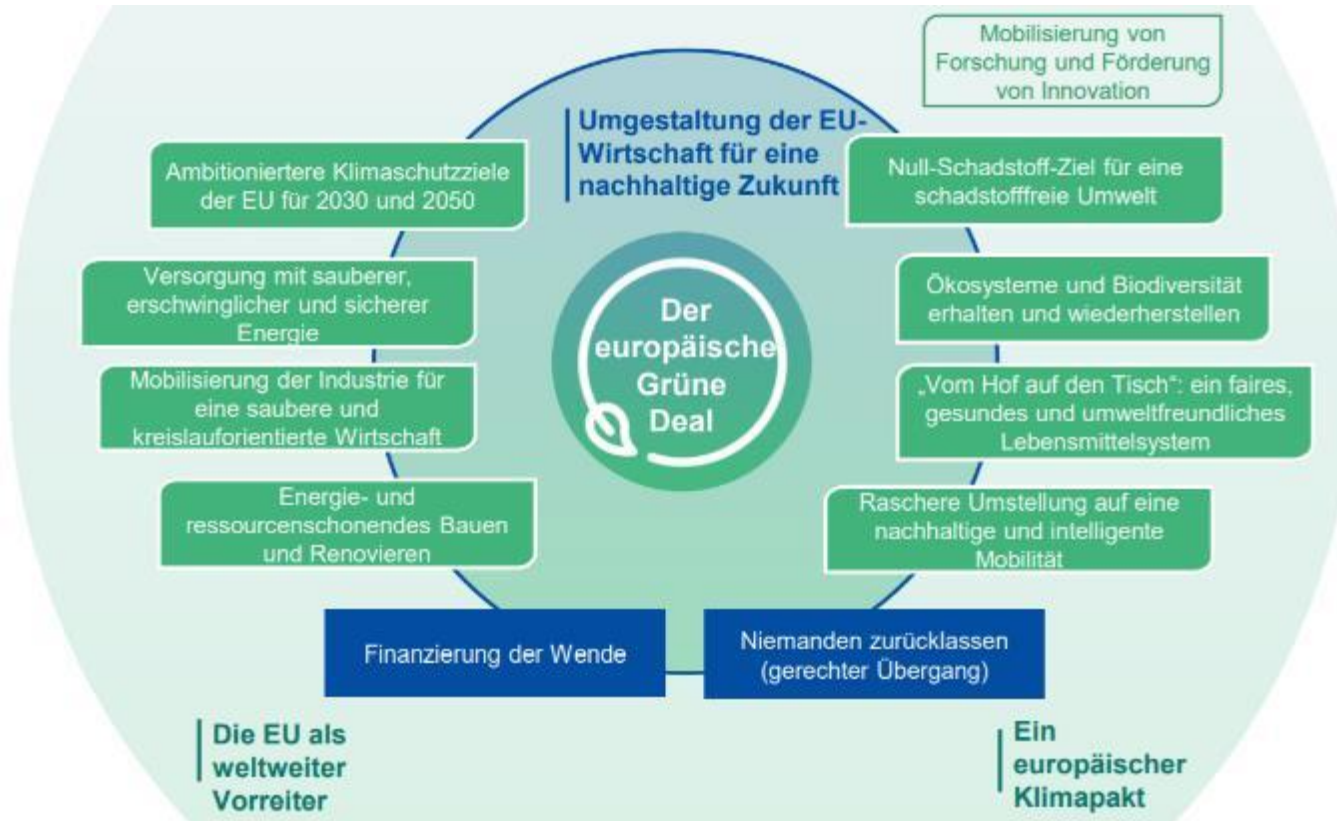 Mobilisierung von
Forschung und Förderung
von Innovation
Umgestaltung der EU-
Wirtschaft für eine
nachhaltige Zukunft
Ambitioniertere Klimaschutzziele
der EU für 2030 und 2050
Null-Schadstoff-Ziel für eine
schadstofffreie Umwelt
Versorgung mit sauberer,
erschwinglicher und sicherer
Energie
Ökosysteme und Biodiversität
erhalten und wiederherstellen
Der
europäische
Grüne
Deal
Mobilisierung der Industrie für
eine saubere und
kreislauforientierte Wirtschaft
„Vom Hof auf den Tisch“: ein faires,
gesundes und umweltfreundliches
Lebensmittelsystem
Energie- und
ressourcenschonendes Bauen
und Renovieren
Raschere Umstellung auf eine
nachhaltige und intelligente
Mobilität
Finanzierung der Wende
Niemanden zurücklassen
(gerechter Übergang)
Die EU als
weltweiter
Vorreiter
Ein
europäischer
Klimapakt